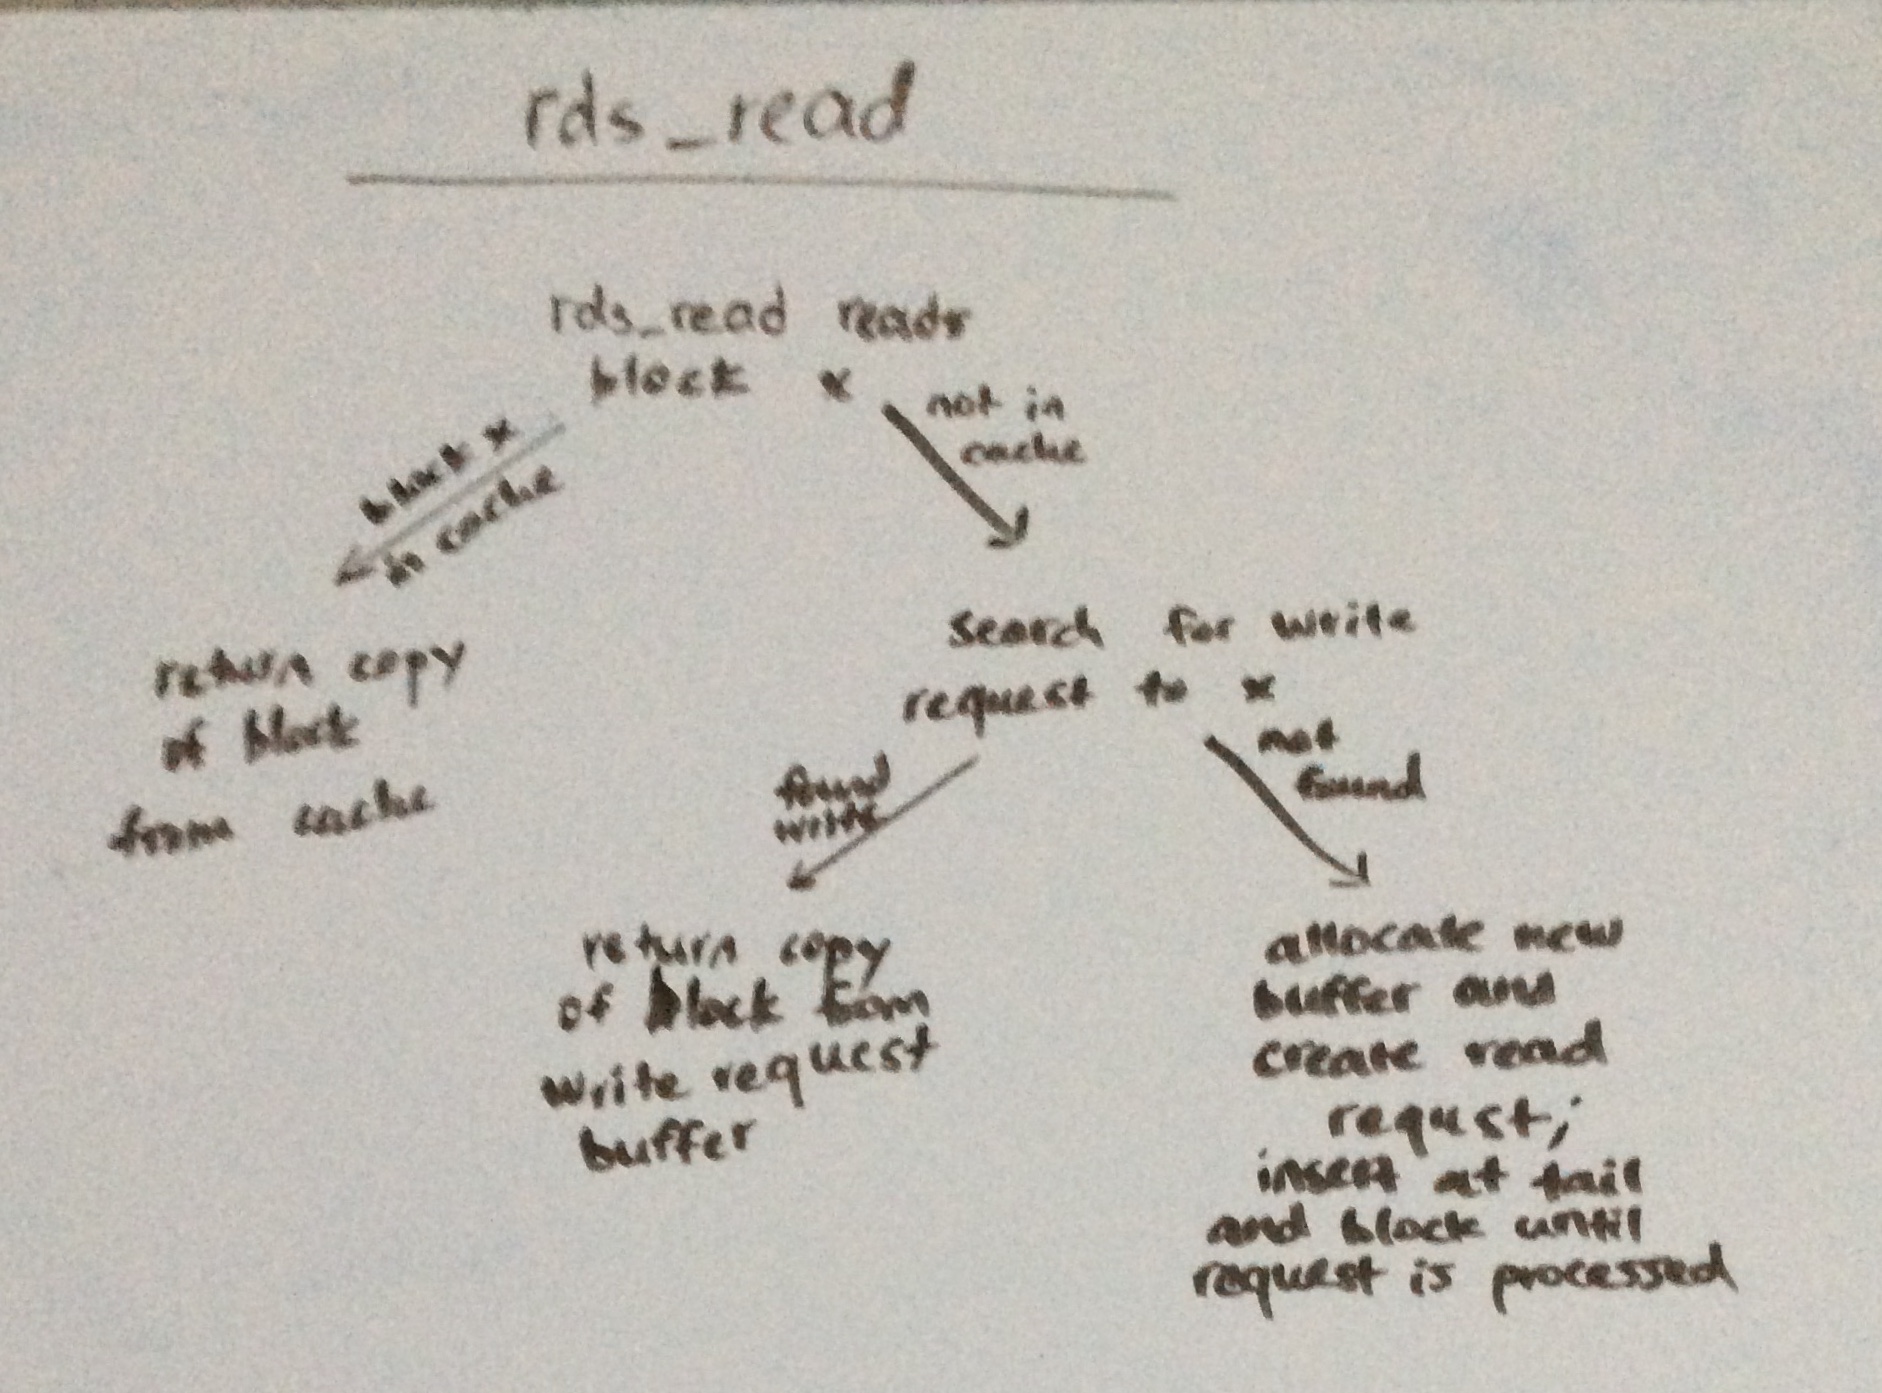 rds_read
rds_read reads
block x
block x
in cache
not in
cache
return copy
of block
from cache
search for write
request to x
found
write
not
found
return copy
of block from
write request
buffer
allocate new
buffer and
create read
requst;
insert at tail
and block until
request is processed